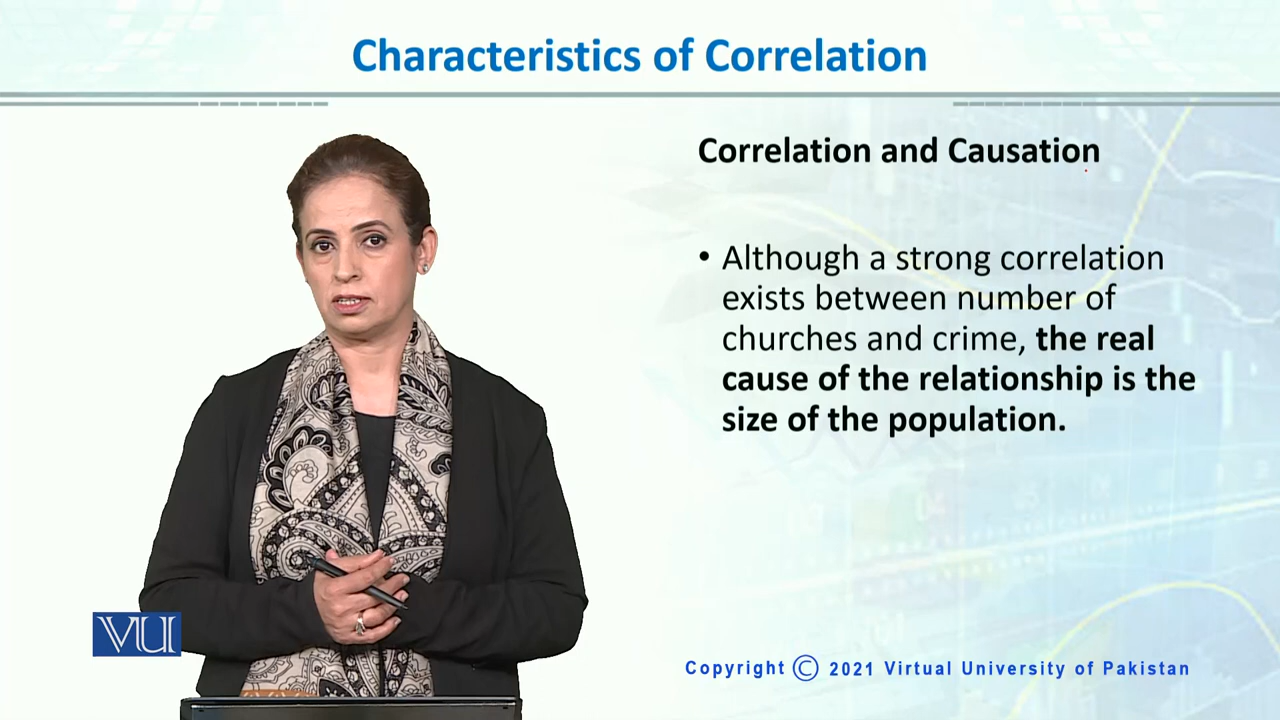 Characteristics of Correlation
Correlation and Causation
• Although a strong correlation
exists between number of
churches and crime, the real
cause of the relationship is the
size of the population.
VU
Copyright © 2021 Virtual University of Pakistan